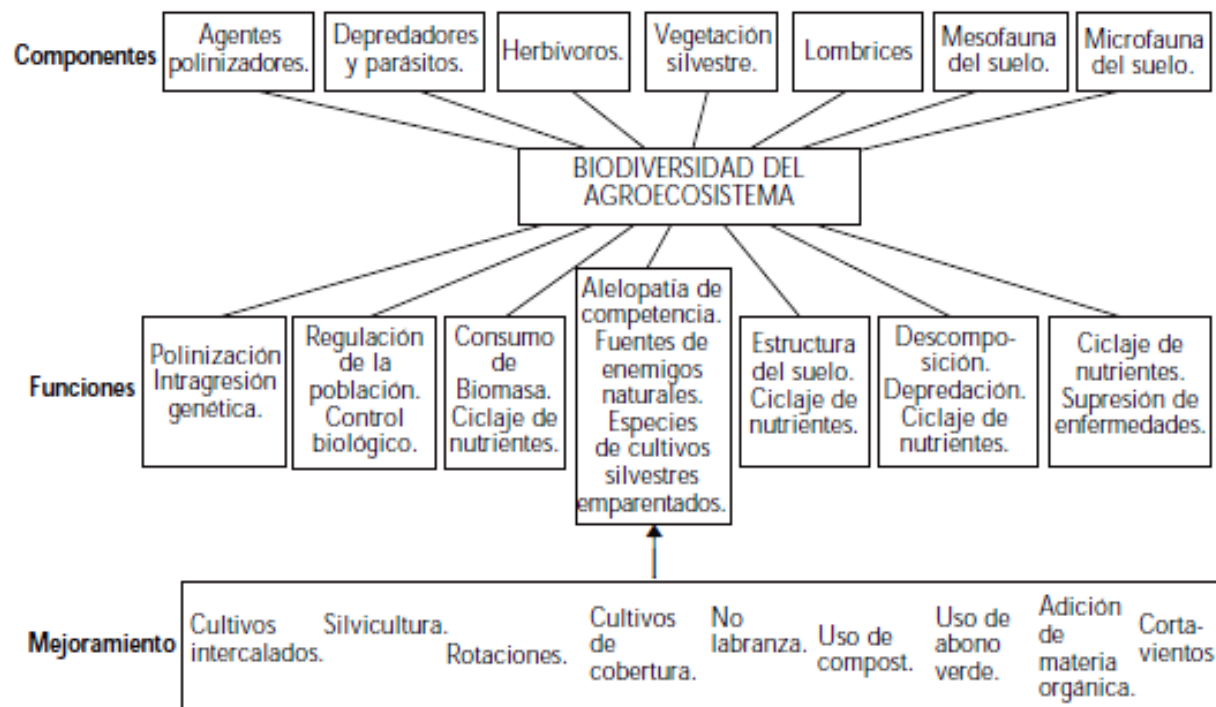 Componentes
Agentes
polinizadores.
Depredadores
y parásitos.
Herbívoros.
Vegetación
silvestre.
Lombrices
Mesofauna
del suelo.
Microfauna
del suelo.
BIODIVERSIDAD DEL
AGROECOSISTEMA
Funciones
Polinización
Intragresión
genética.
Regulación
de la
población.
Control
biológico.
Consumo
de
Biomasa.
Ciclaje de
nutrientes.
Alelopatía de
competencia.
Fuentes de
enemigos
naturales.
Especies
de cultivos
silvestres
emparentados.
Estructura
del suelo.
Ciclaje de
nutrientes.
Descompo-
sición.
Depredación.
Ciclaje de
nutrientes.
Ciclaje de
nutrientes.
Supresión de
enfermedades.
Mejoramiento
Cultivos
intercalados.
Silvicultura.
Rotaciones.
Cultivos
de
cobertura.
No
labranza.
Uso de
compost.
Uso de
abono
verde.
Adición
de
materia
orgánica.
Corta-
vientos